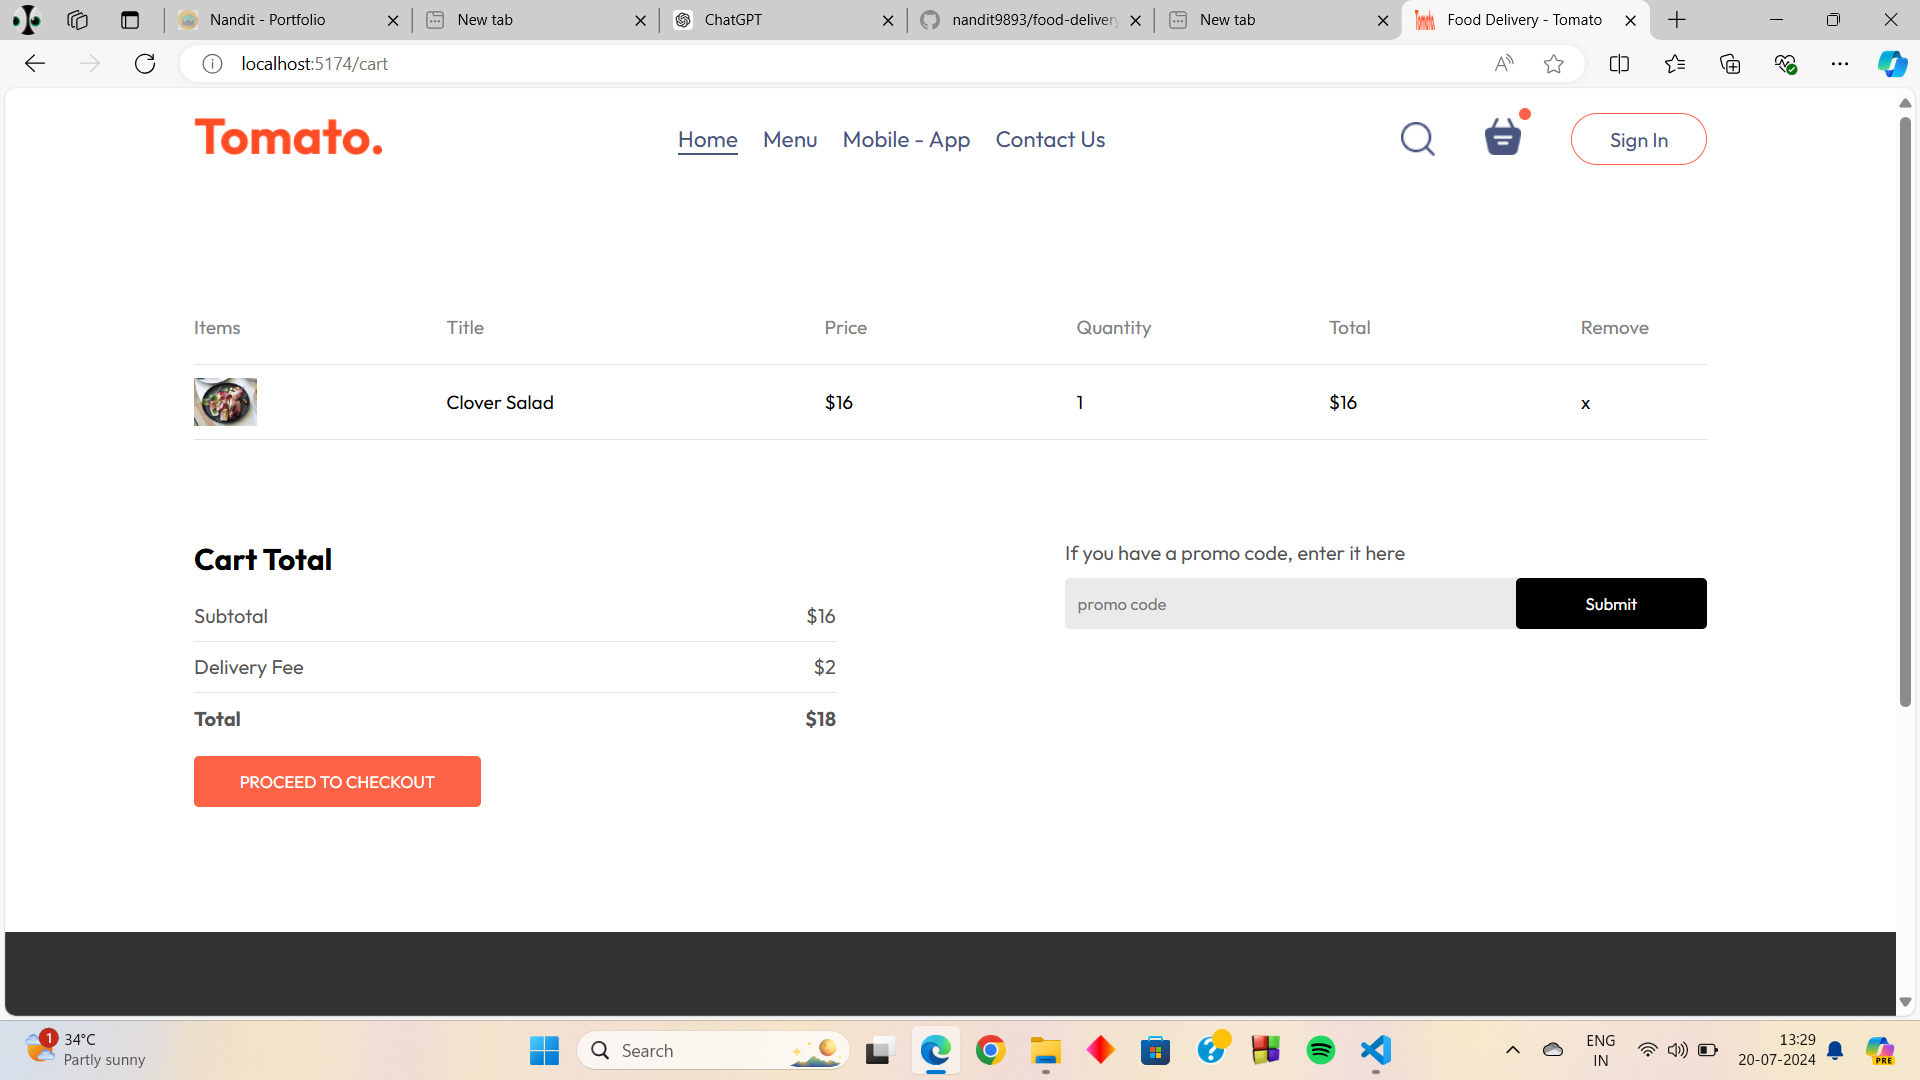 Nandit - Portfolio
New tab
ChatGPT
nandit9893/food-delivery
New tab
Food Delivery - Tomato
localhost:5174/cart
Tomato.
Home Menu Mobile - App Contact Us
Sign In
Items Title Price Quantity Total Remove
Clover Salad $16 1 $16 x
Cart Total
Subtotal $16
Delivery Fee $2
Total $18
PROCEED TO CHECKOUT
If you have a promo code, enter it here
promo code
Submit
1
34°C
Partly sunny
Search
ENG
IN
13:29
20-07-2024
PRE